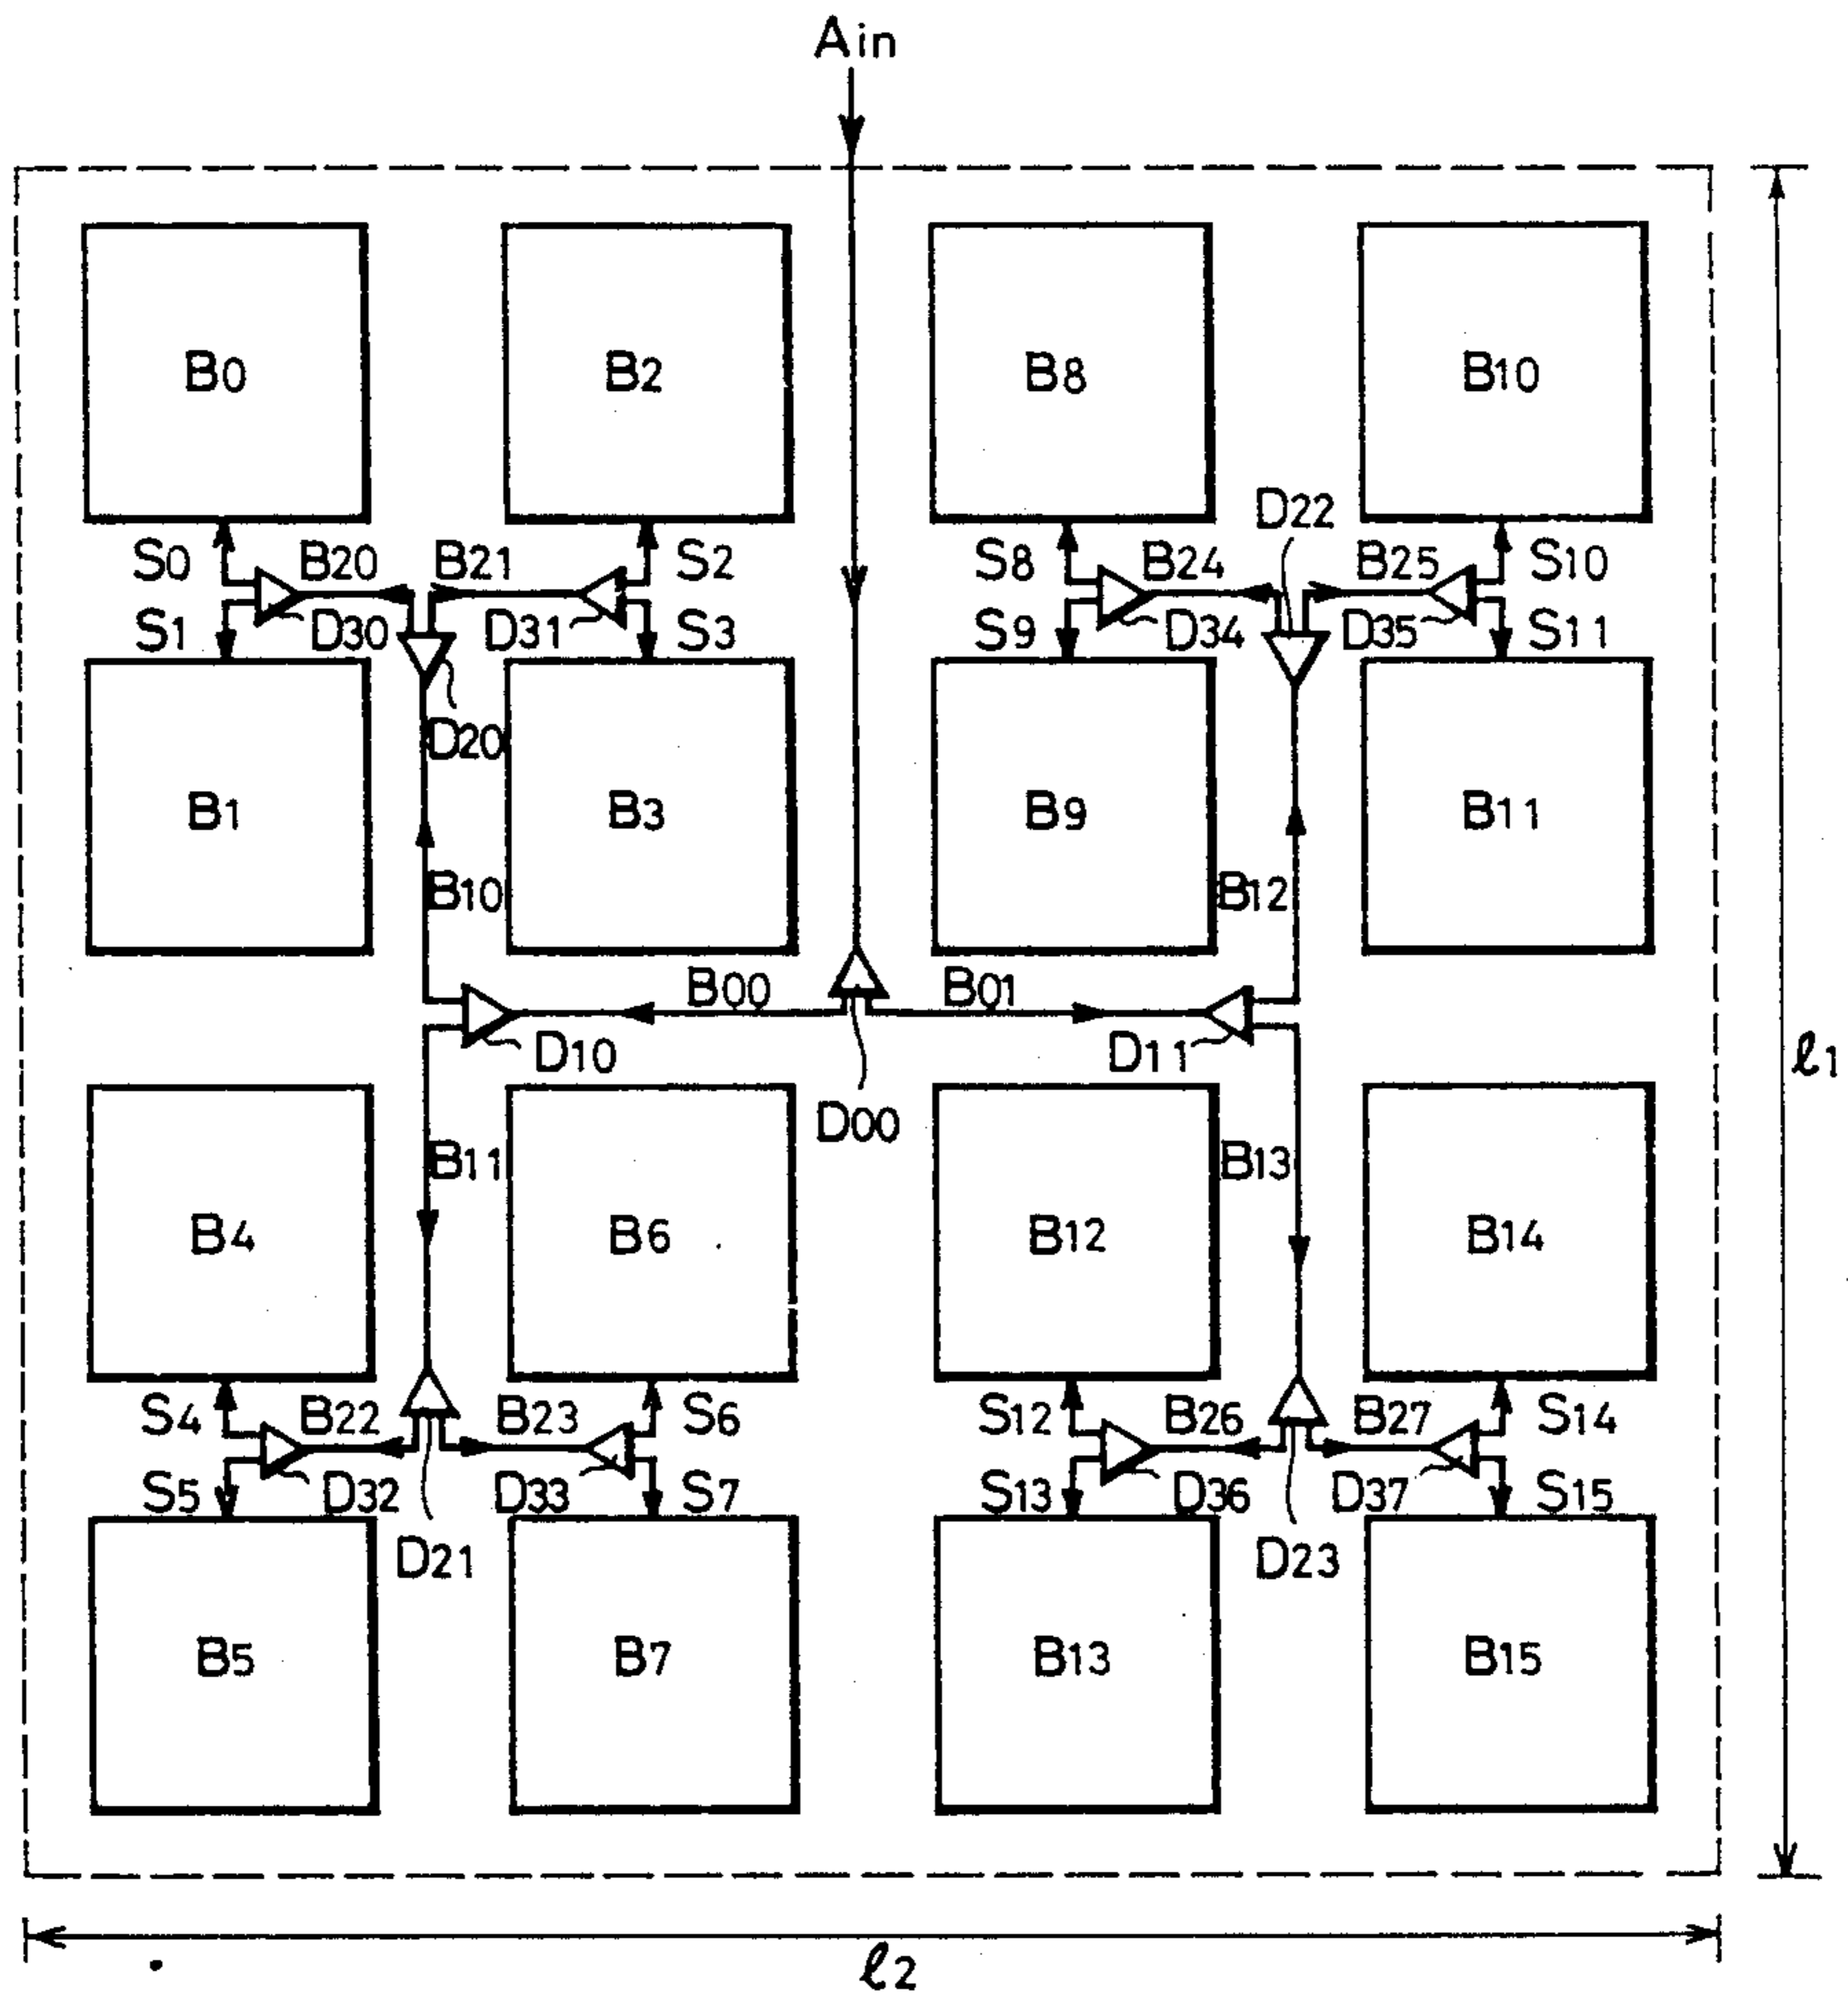 Ain
B0 B2 B8 B10
D22
S0 B20 B21 S2 S8 B24 B25 S10
S1 D30 D31 S3 S9 D34 D35 S11
D20
B1 B3 B9 B11
B10 B12
B00 B01
D10 D11 ℓ1
D00
B11 B13
B4 B6 B12 B14
S4 B22 B23 S6 S12 B26 B27 S14
S5 D32 D33 S7 S13 D36 D37 S15
D21 D23
B5 B7 B13 B15
ℓ2